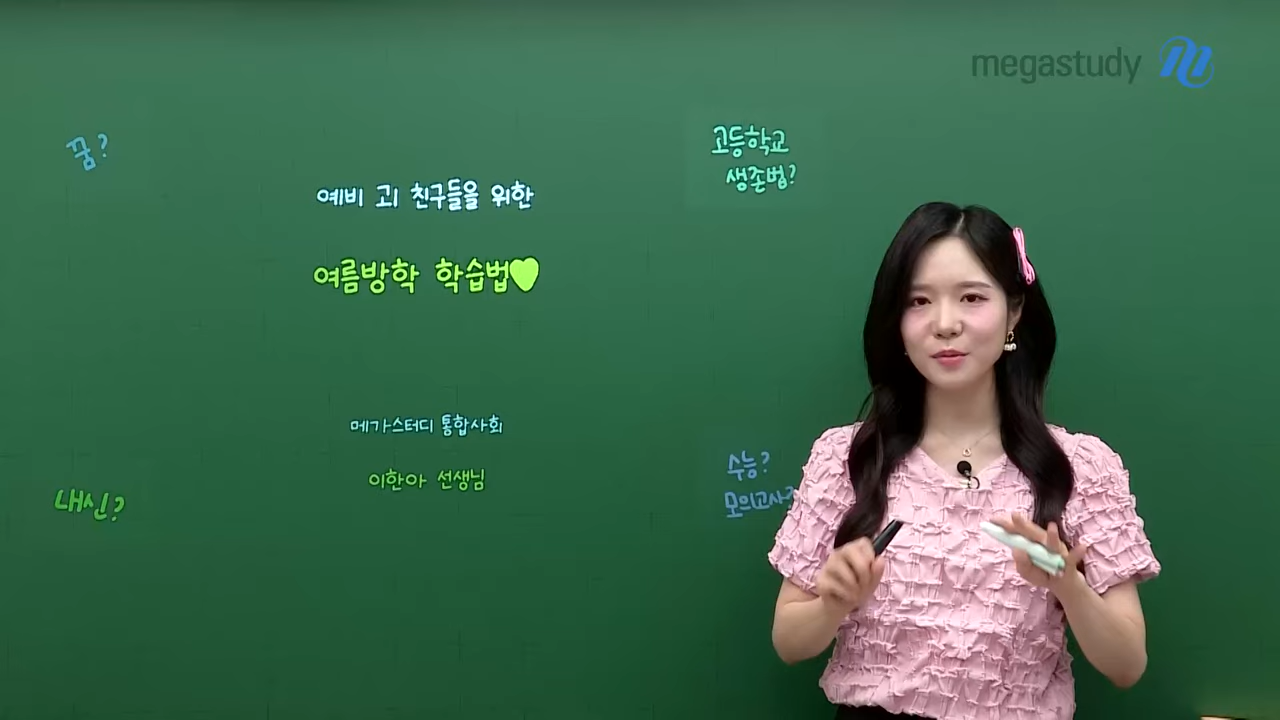 megastudy
꿈?
고등학교
생존법?
예비 고1 친구들을 위한
여름방학 학습법♥
메가스터디 통합사회
이한아 선생님
수능?
모의고사?
내신?